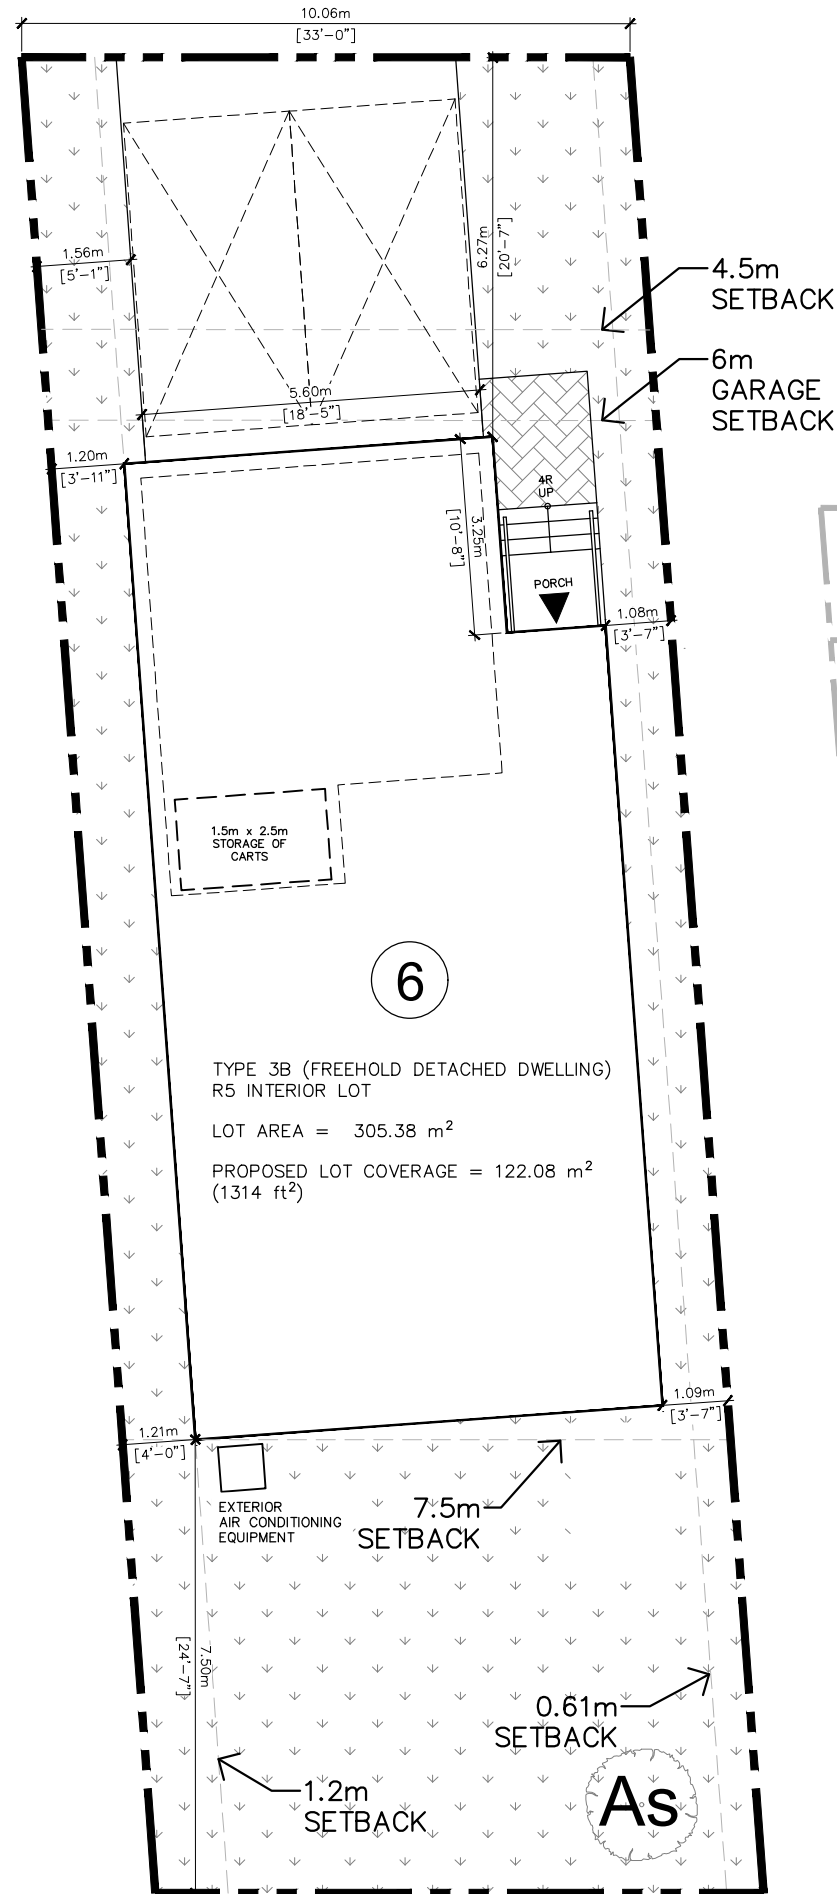 10.06m
[33'-0"]
6.27m
[20'-7"]
1.56m
[5'-1"]
4.5m
SETBACK
6m
GARAGE
SETBACK
5.60m
[18'-5"]
1.20m
[3'-11"]
4R
UP
3.25m
[10'-8"]
PORCH
1.08m
[3'-7"]
1.5m x 2.5m
STORAGE OF
CARTS
6
TYPE 3B (FREEHOLD DETACHED DWELLING)
R5 INTERIOR LOT
LOT AREA = 305.38 m²
PROPOSED LOT COVERAGE = 122.08 m²
(1314 ft²)
1.09m
[3'-7"]
1.21m
[4'-0"]
EXTERIOR
AIR CONDITIONING
EQUIPMENT
7.5m
SETBACK
7.50m
[24'-7"]
0.61m
SETBACK
1.2m
SETBACK
As